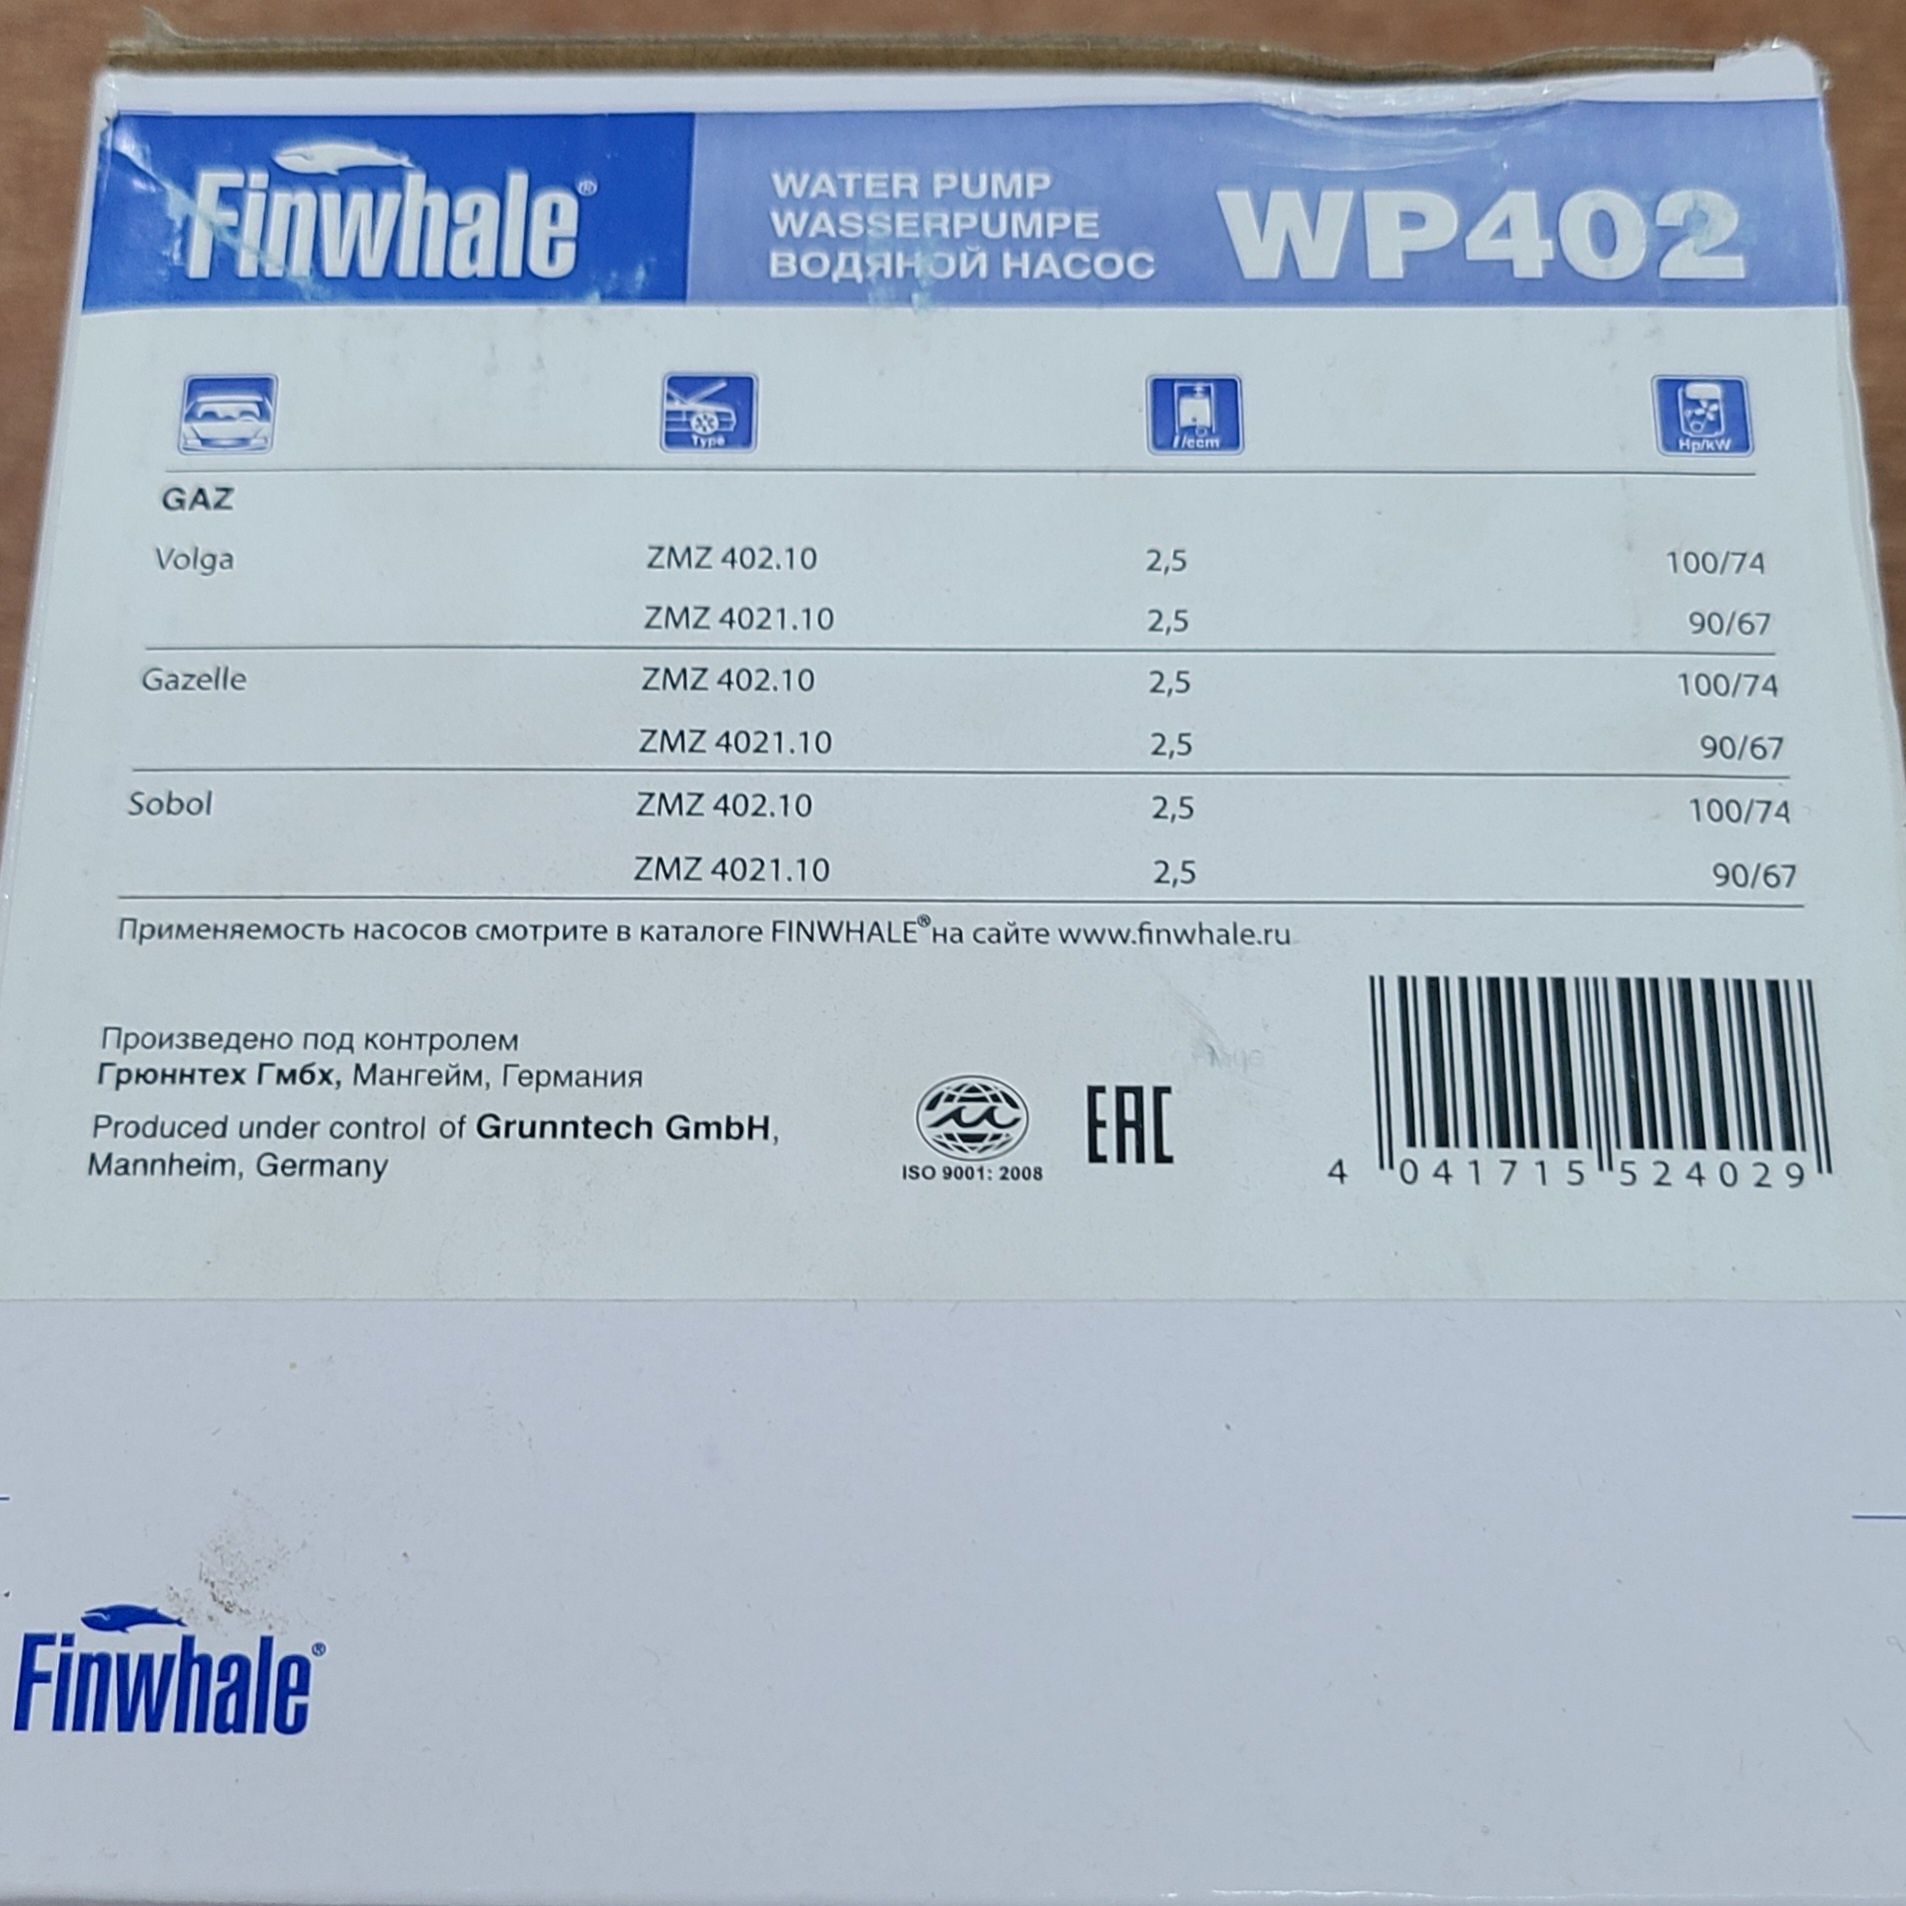 Finwhale®
WATER PUMP
WASSERPUMPE
ВОДЯНОЙ НАСОС
WP402
Type
l/ccm
Hp/kW
GAZ
Volga ZMZ 402.10 2,5 100/74
ZMZ 4021.10 2,5 90/67
Gazelle ZMZ 402.10 2,5 100/74
ZMZ 4021.10 2,5 90/67
Sobol ZMZ 402.10 2,5 100/74
ZMZ 4021.10 2,5 90/67
Применяемость насосов смотрите в каталоге FINWHALE® на сайте www.finwhale.ru
Произведено под контролем
Грюннтех Гмбх, Мангейм, Германия
Produced under control of Grunntech GmbH,
Mannheim, Germany
ISO 9001: 2008
EAC
4 041715 524029
Finwhale®